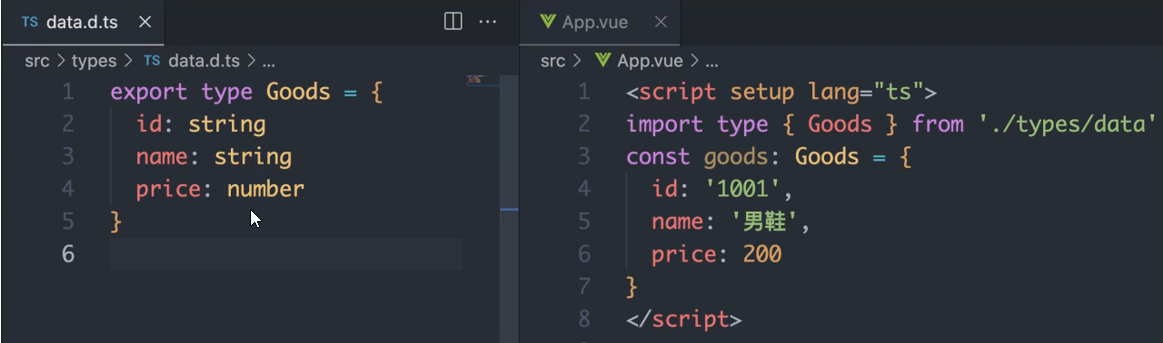 TS data.d.ts ×
src > types > TS data.d.ts > ...
1 export type Goods = {
2   id: string
3   name: string
4   price: number
5 }
6
App.vue ×
src > App.vue > ...
1 <script setup lang="ts">
2 import type { Goods } from './types/data'
3 const goods: Goods = {
4   id: '1001',
5   name: '男鞋',
6   price: 200
7 }
8 </script>